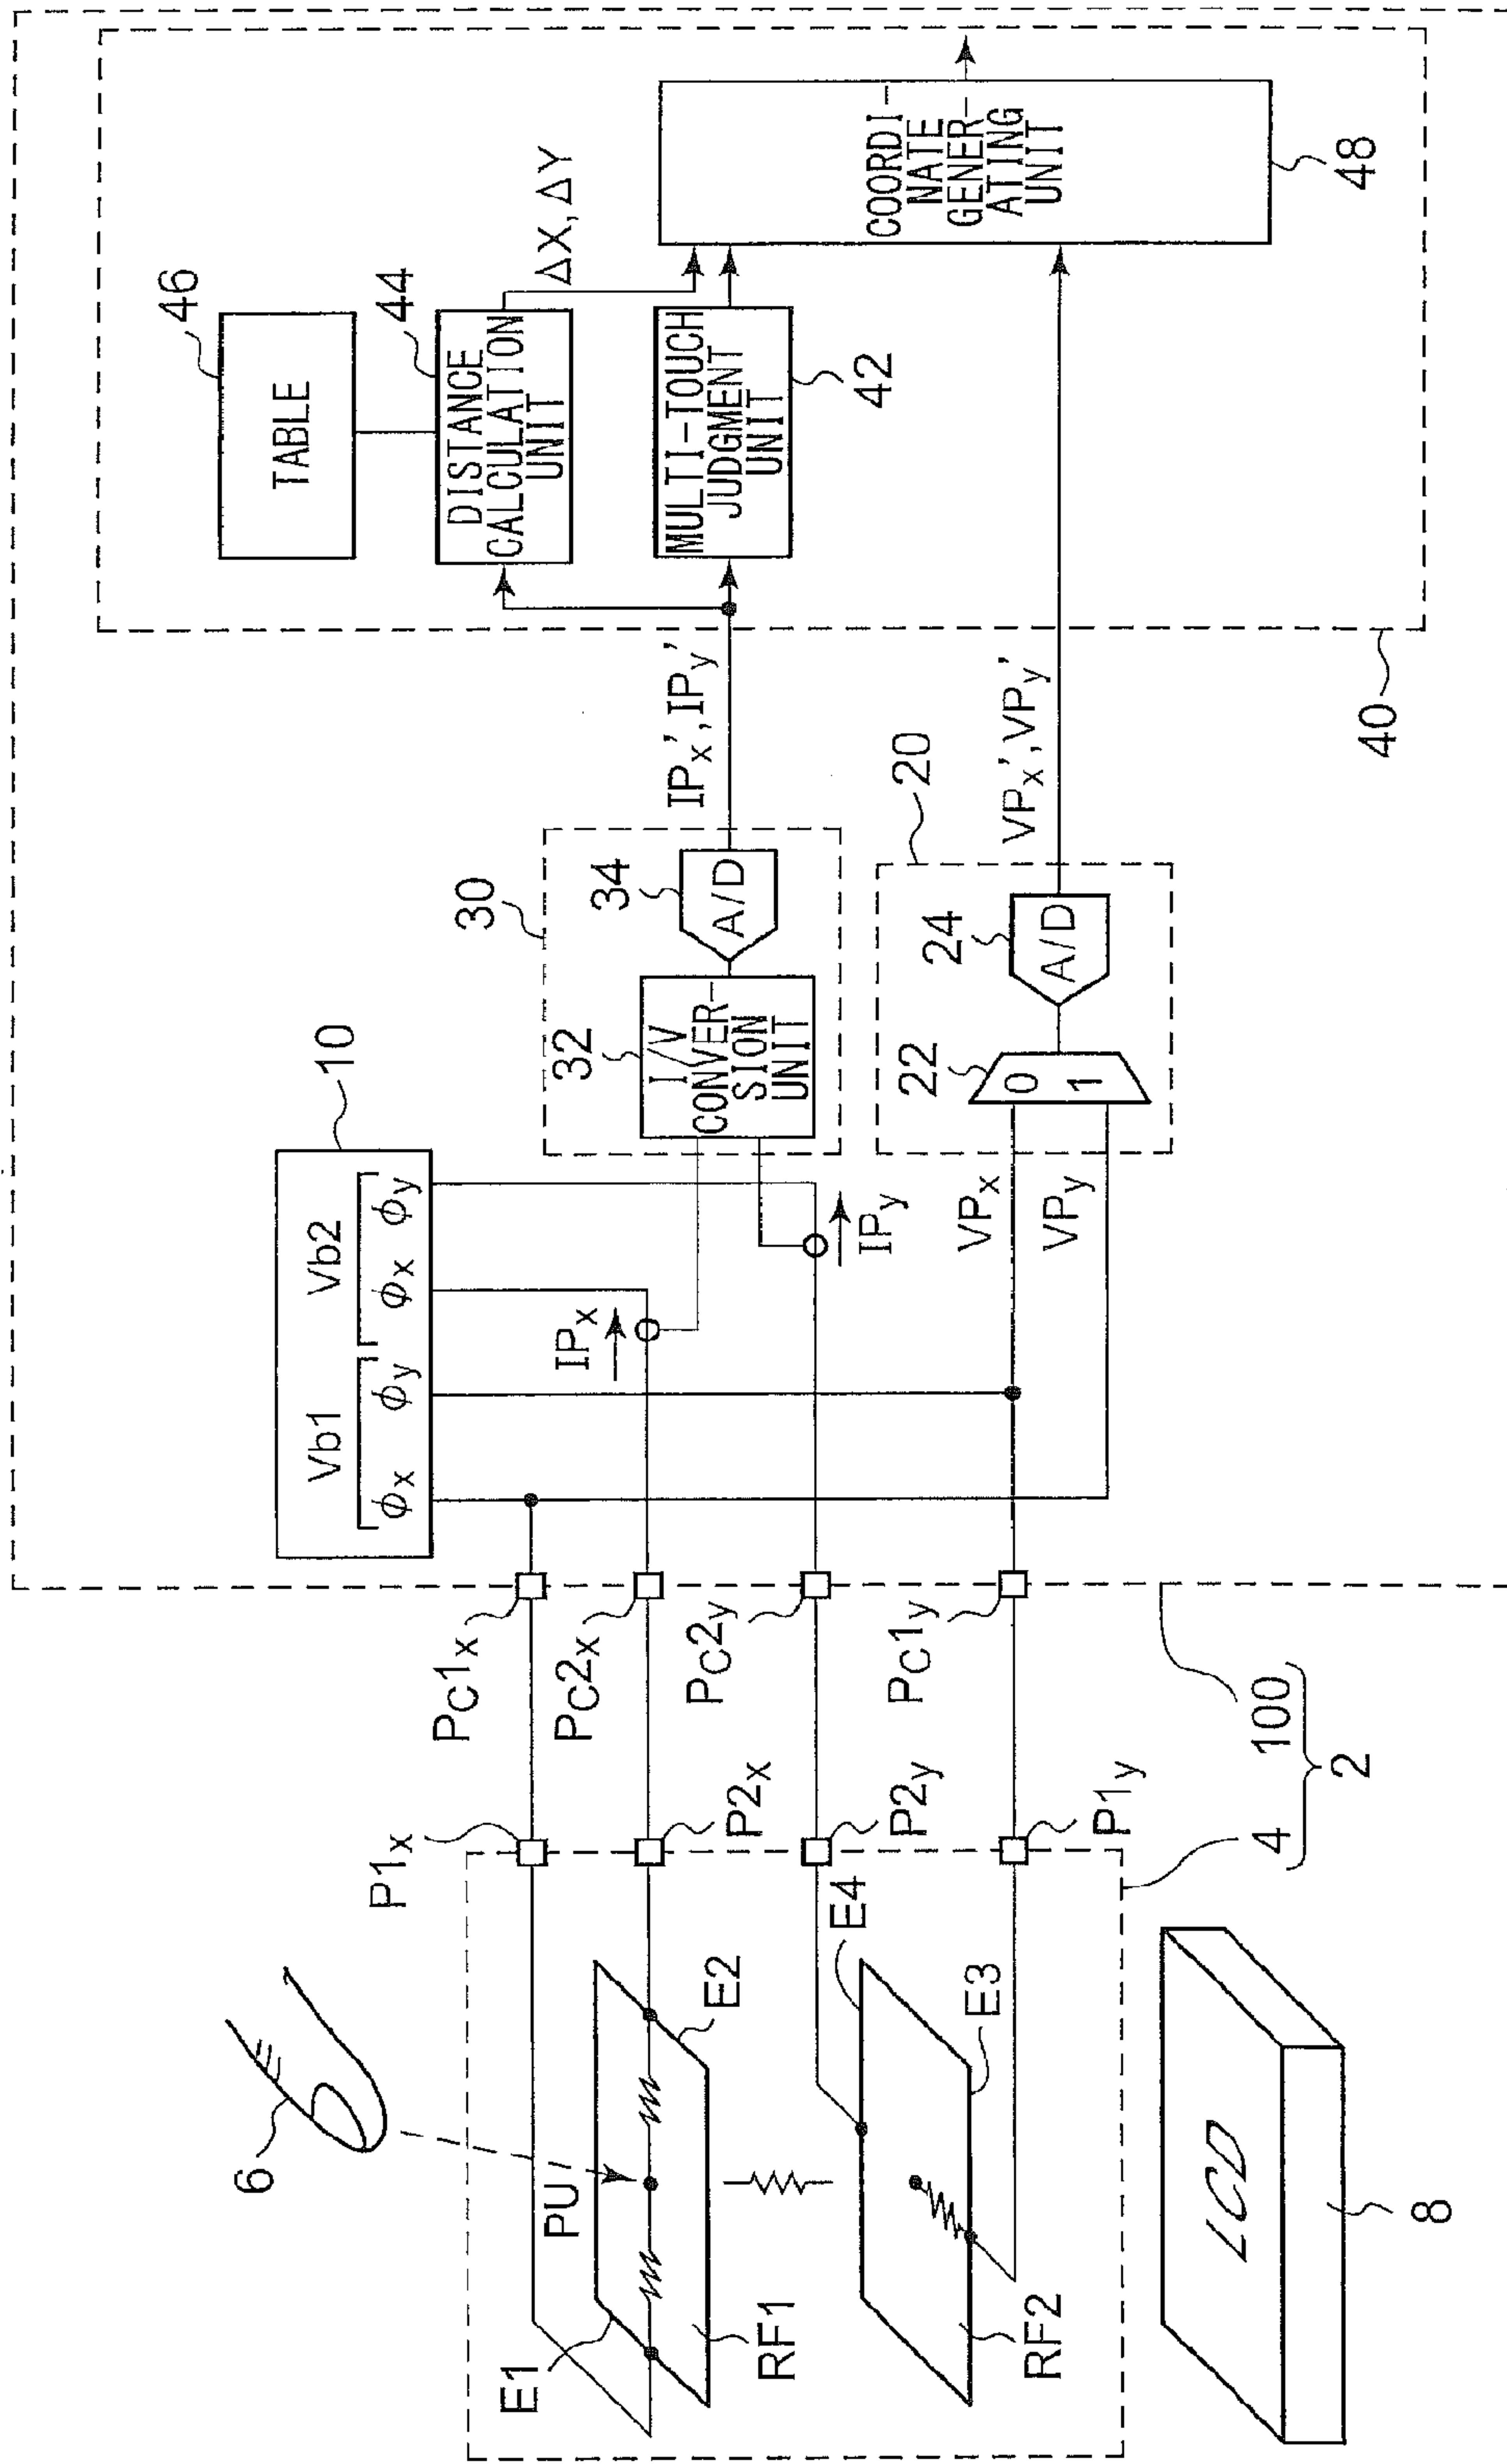 6
PU
E1
RF1
E2
E4
E3
RF2
LCD
8
P1x
P2x
P2y
P1y
4
100
2
Pc1x
Pc2x
Pc2y
Pc1y
10
Vb1
Vb2
ϕx
ϕy
ϕx
ϕy
IPx
IPy
VPx
VPy
30
32
I/V
CONVER-
SION
UNIT
34
A/D
20
22
0
1
24
A/D
IPx',IPy'
VPx',VPy'
40
46
TABLE
44
DISTANCE
CALCULATION
UNIT
ΔX,ΔY
MULTI-TOUCH
JUDGMENT
UNIT
42
COORDI-
NATE
GENER-
ATING
UNIT
48